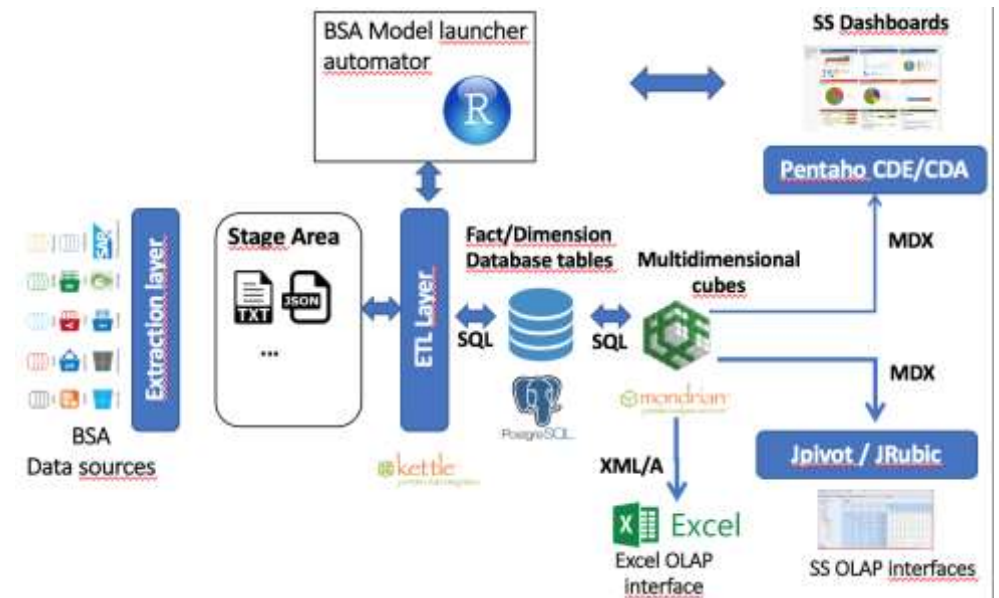 BSA Model launcher
automator
R
SS Dashboards
Pentaho CDE/CDA
MDX
SAP
Extraction layer
BSA
Data sources
Stage Area
TXT
JSON
...
ETL Layer
kettle
SQL
Fact/Dimension
Database tables
PostgreSQL
SQL
Multidimensional
cubes
mondrian
XML/A
Excel
Excel OLAP
interface
MDX
Jpivot / JRubic
SS OLAP interfaces